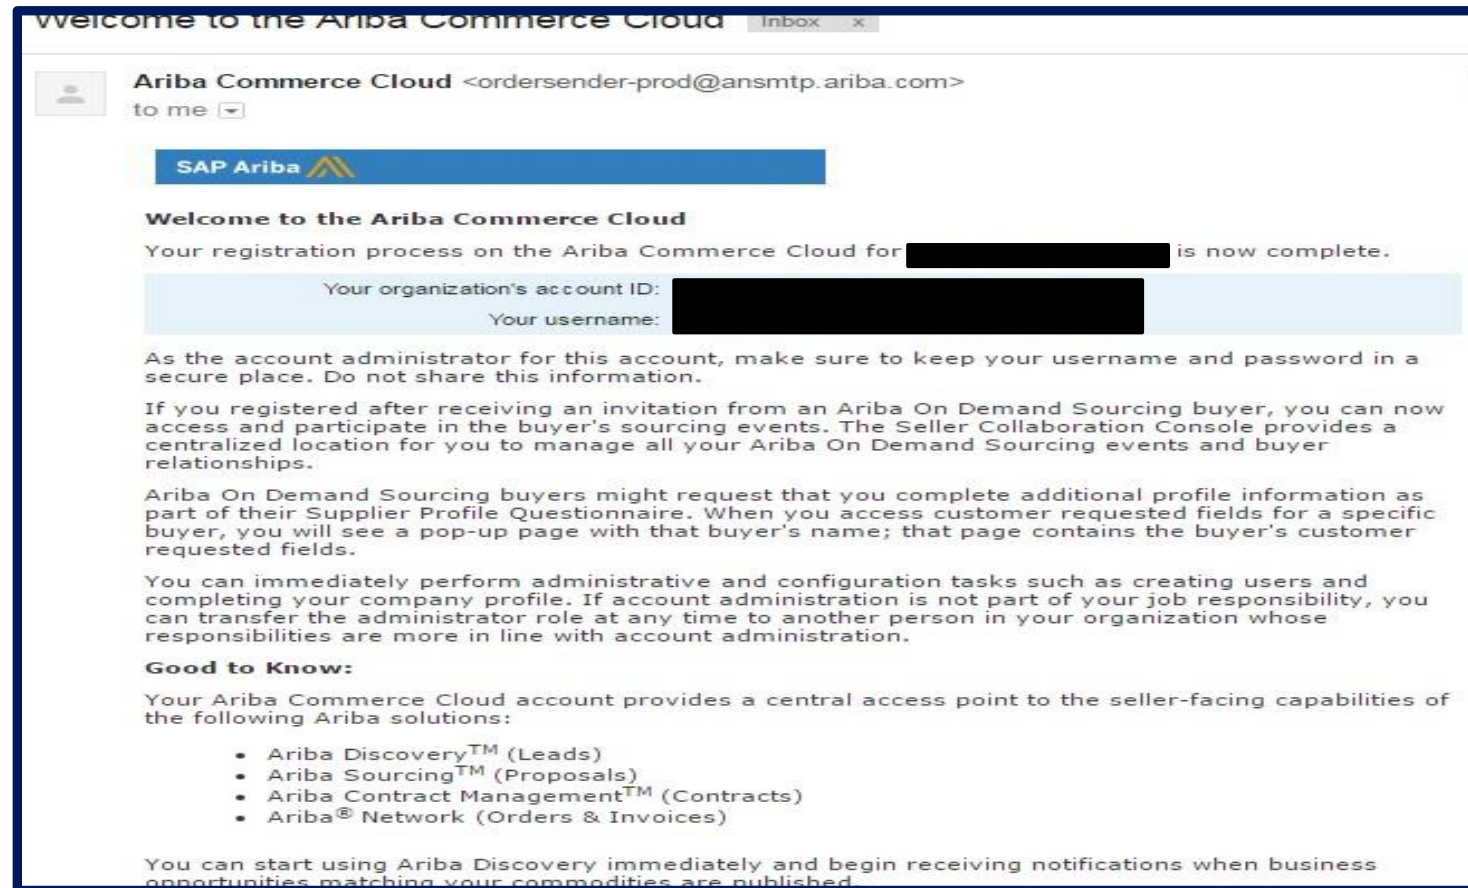 Welcome to the Ariba Commerce Cloud Inbox x
Ariba Commerce Cloud <ordersender-prod@ansmtp.ariba.com>
to me
SAP Ariba
Welcome to the Ariba Commerce Cloud
Your registration process on the Ariba Commerce Cloud for is now complete.
Your organization's account ID:
Your username:
As the account administrator for this account, make sure to keep your username and password in a
secure place. Do not share this information.
If you registered after receiving an invitation from an Ariba On Demand Sourcing buyer, you can now
access and participate in the buyer's sourcing events. The Seller Collaboration Console provides a
centralized location for you to manage all your Ariba On Demand Sourcing events and buyer
relationships.
Ariba On Demand Sourcing buyers might request that you complete additional profile information as
part of their Supplier Profile Questionnaire. When you access customer requested fields for a specific
buyer, you will see a pop-up page with that buyer's name; that page contains the buyer's customer
requested fields.
You can immediately perform administrative and configuration tasks such as creating users and
completing your company profile. If account administration is not part of your job responsibility, you
can transfer the administrator role at any time to another person in your organization whose
responsibilities are more in line with account administration.
Good to Know:
Your Ariba Commerce Cloud account provides a central access point to the seller-facing capabilities of
the following Ariba solutions:
• Ariba Discovery™ (Leads)
• Ariba Sourcing™ (Proposals)
• Ariba Contract Management™ (Contracts)
• Ariba® Network (Orders & Invoices)
You can start using Ariba Discovery immediately and begin receiving notifications when business
opportunities matching your commodities are published.